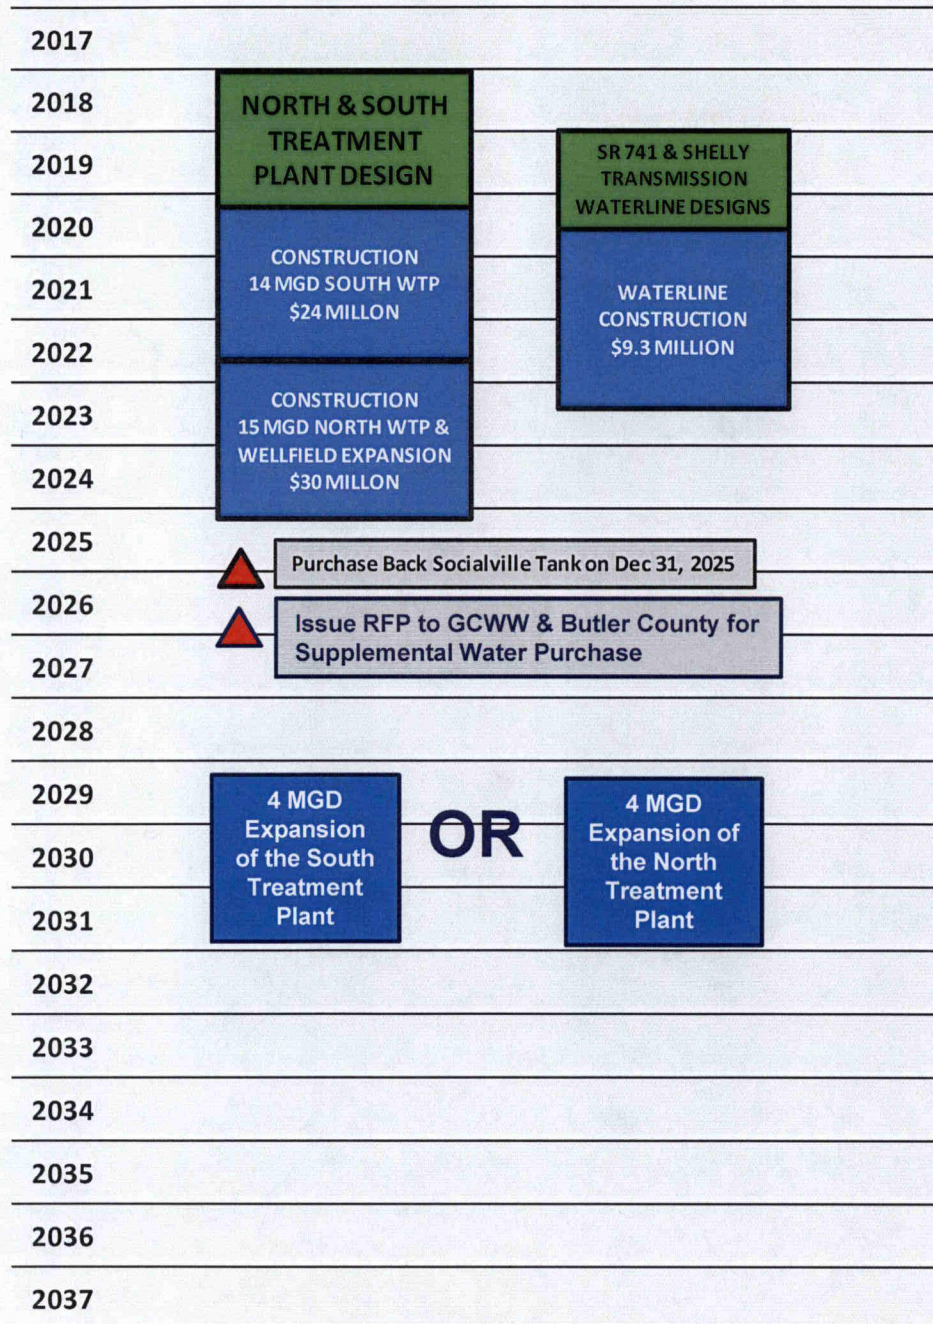 2017
2018
NORTH & SOUTH
TREATMENT
PLANT DESIGN
2019
SR 741 & SHELLY
TRANSMISSION
WATERLINE DESIGNS
2020
CONSTRUCTION
14 MGD SOUTH WTP
$24 MILLON
2021
WATERLINE
CONSTRUCTION
$9.3 MILLION
2022
2023
CONSTRUCTION
15 MGD NORTH WTP &
WELLFIELD EXPANSION
$30 MILLON
2024
2025
Purchase Back Socialville Tank on Dec 31, 2025
2026
Issue RFP to GCWW & Butler County for
Supplemental Water Purchase
2027
2028
2029
4 MGD
Expansion
of the South
Treatment
Plant
OR
4 MGD
Expansion of
the North
Treatment
Plant
2030
2031
2032
2033
2034
2035
2036
2037